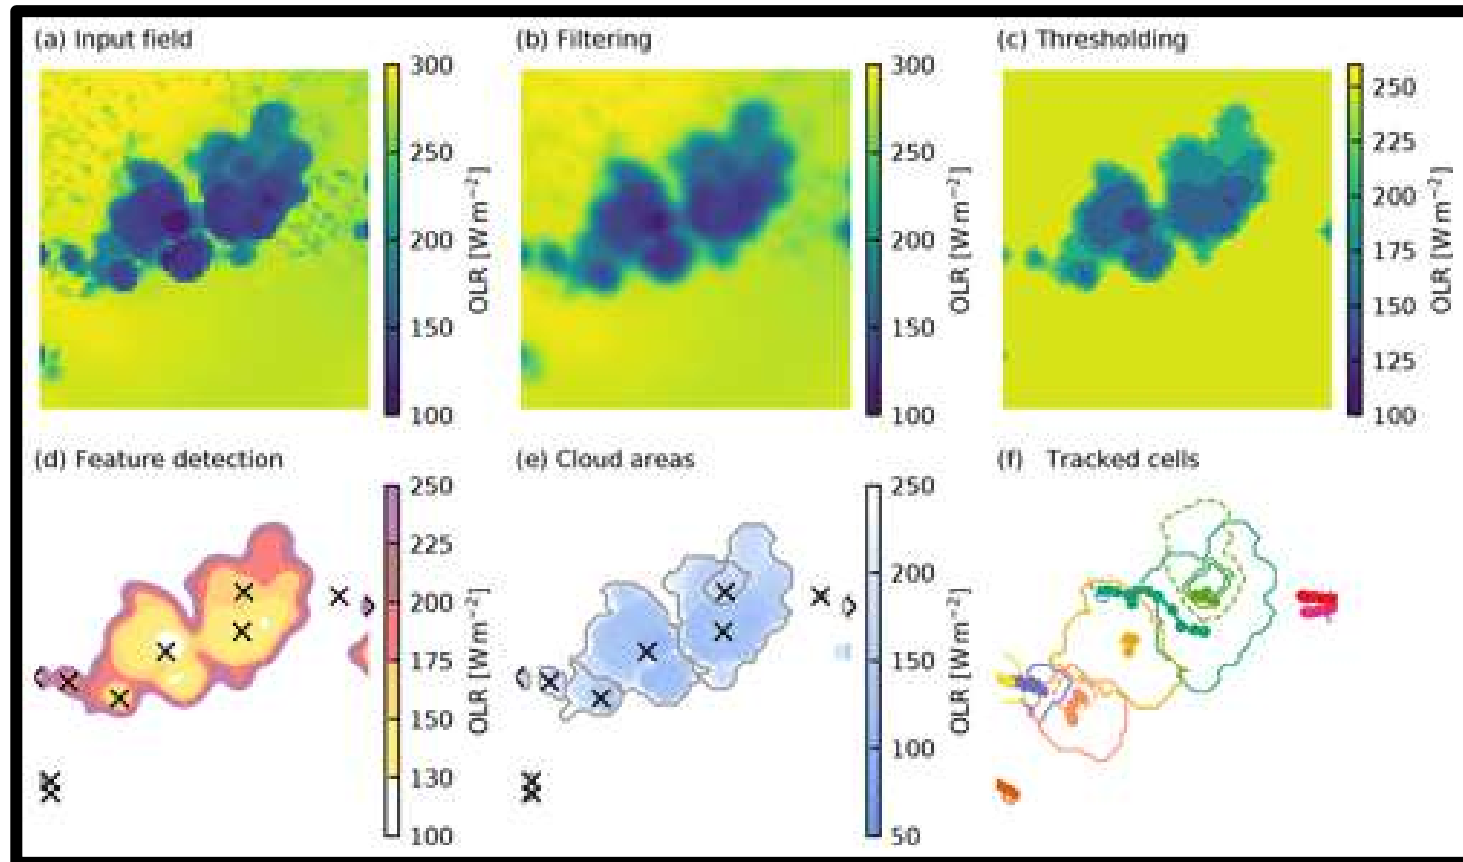 (a) Input field
(b) Filtering
(c) Thresholding
300
250
200
150
100
OLR [W m⁻²]
300
250
200
150
100
OLR [W m⁻²]
250
225
200
175
150
125
100
OLR [W m⁻²]
(d) Feature detection
(e) Cloud areas
(f) Tracked cells
250
225
200
175
150
130
100
OLR [W m⁻²]
250
200
150
100
50
OLR [W m⁻²]